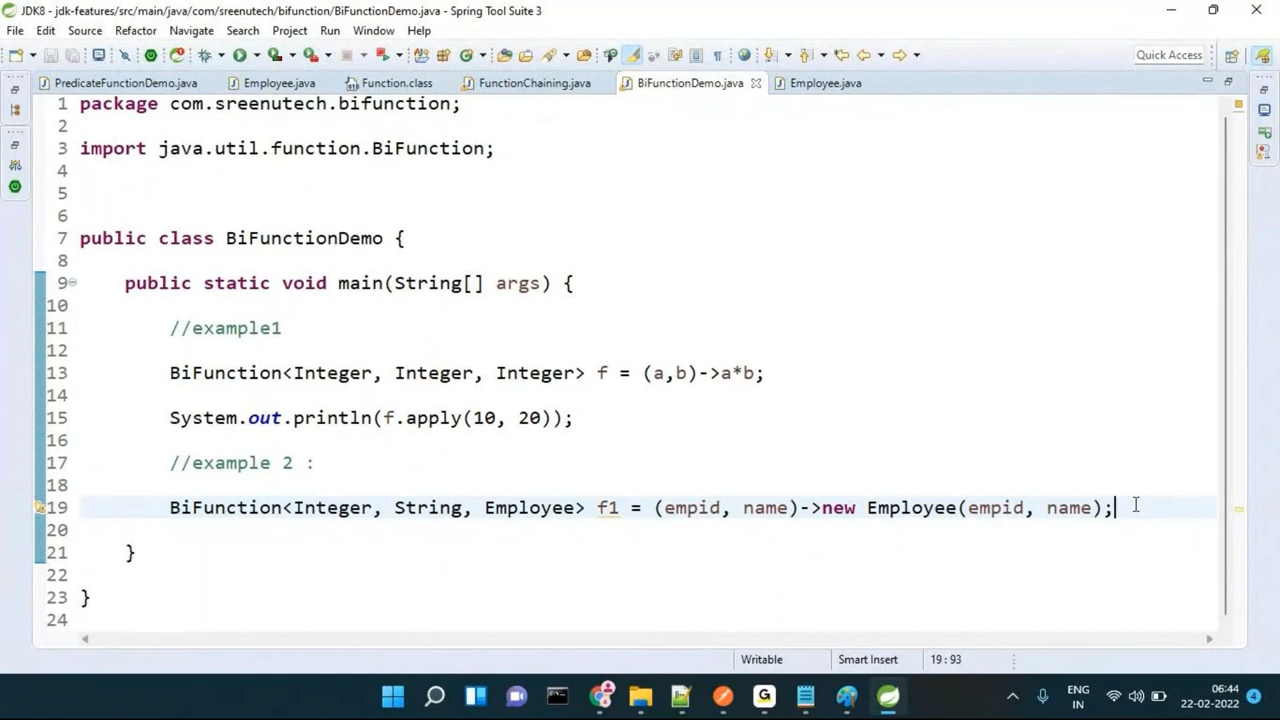 JDK8 - jdk-features/src/main/java/com/sreenutech/bifunction/BiFunctionDemo.java - Spring Tool Suite 3
File Edit Source Refactor Navigate Search Project Run Window Help
Quick Access
PredicateFunctionDemo.java Employee.java Function.class FunctionChaining.java BiFunctionDemo.java Employee.java
1 package com.sreenutech.bifunction;
2
3 import java.util.function.BiFunction;
4
5
6
7 public class BiFunctionDemo {
8
9 public static void main(String[] args) {
10
11 //example1
12
13 BiFunction<Integer, Integer, Integer> f = (a,b)->a*b;
14
15 System.out.println(f.apply(10, 20));
16
17 //example 2 :
18
19 BiFunction<Integer, String, Employee> f1 = (empid, name)->new Employee(empid, name);
20
21 }
22
23 }
24
Writable Smart Insert 19 : 93
ENG 06:44
IN 22-02-2022 4